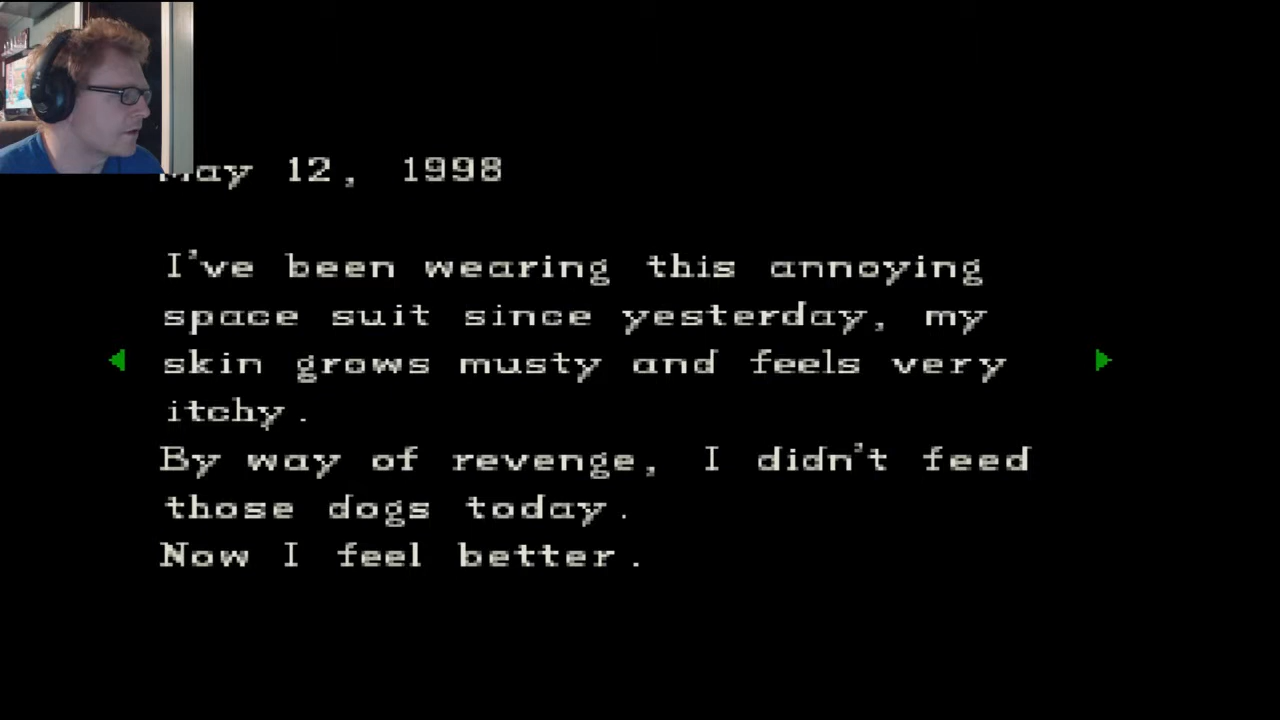 May 12, 1998
I've been wearing this annoying
space suit since yesterday, my
skin grows musty and feels very
itchy.
By way of revenge, I didn't feed
those dogs today.
Now I feel better.